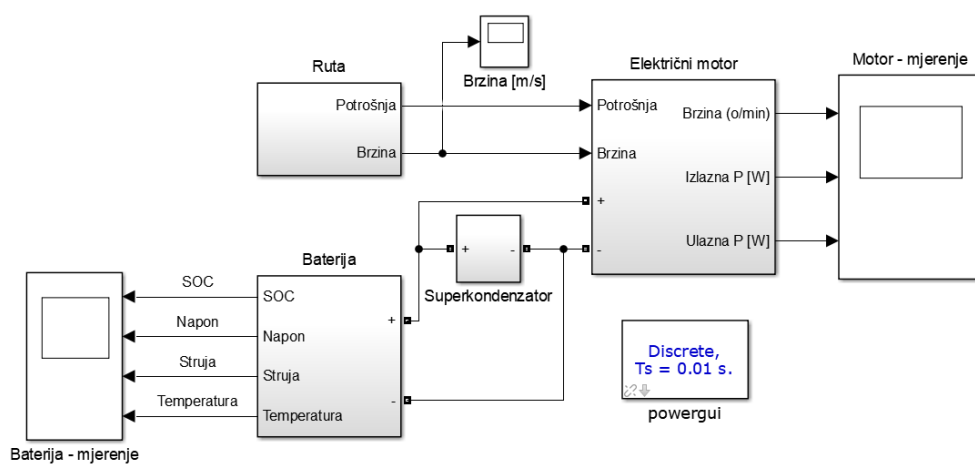 Ruta
Potrošnja
Brzina
Brzina [m/s]
Električni motor
Potrošnja
Brzina
+
-
Brzina (o/min)
Izlazna P [W]
Ulazna P [W]
Motor - mjerenje
+ -
Superkondenzator
Baterija
SOC
Napon
Struja
Temperatura
+
-
SOC
Napon
Struja
Temperatura
Baterija - mjerenje
Discrete,
Ts = 0.01 s.
powergui